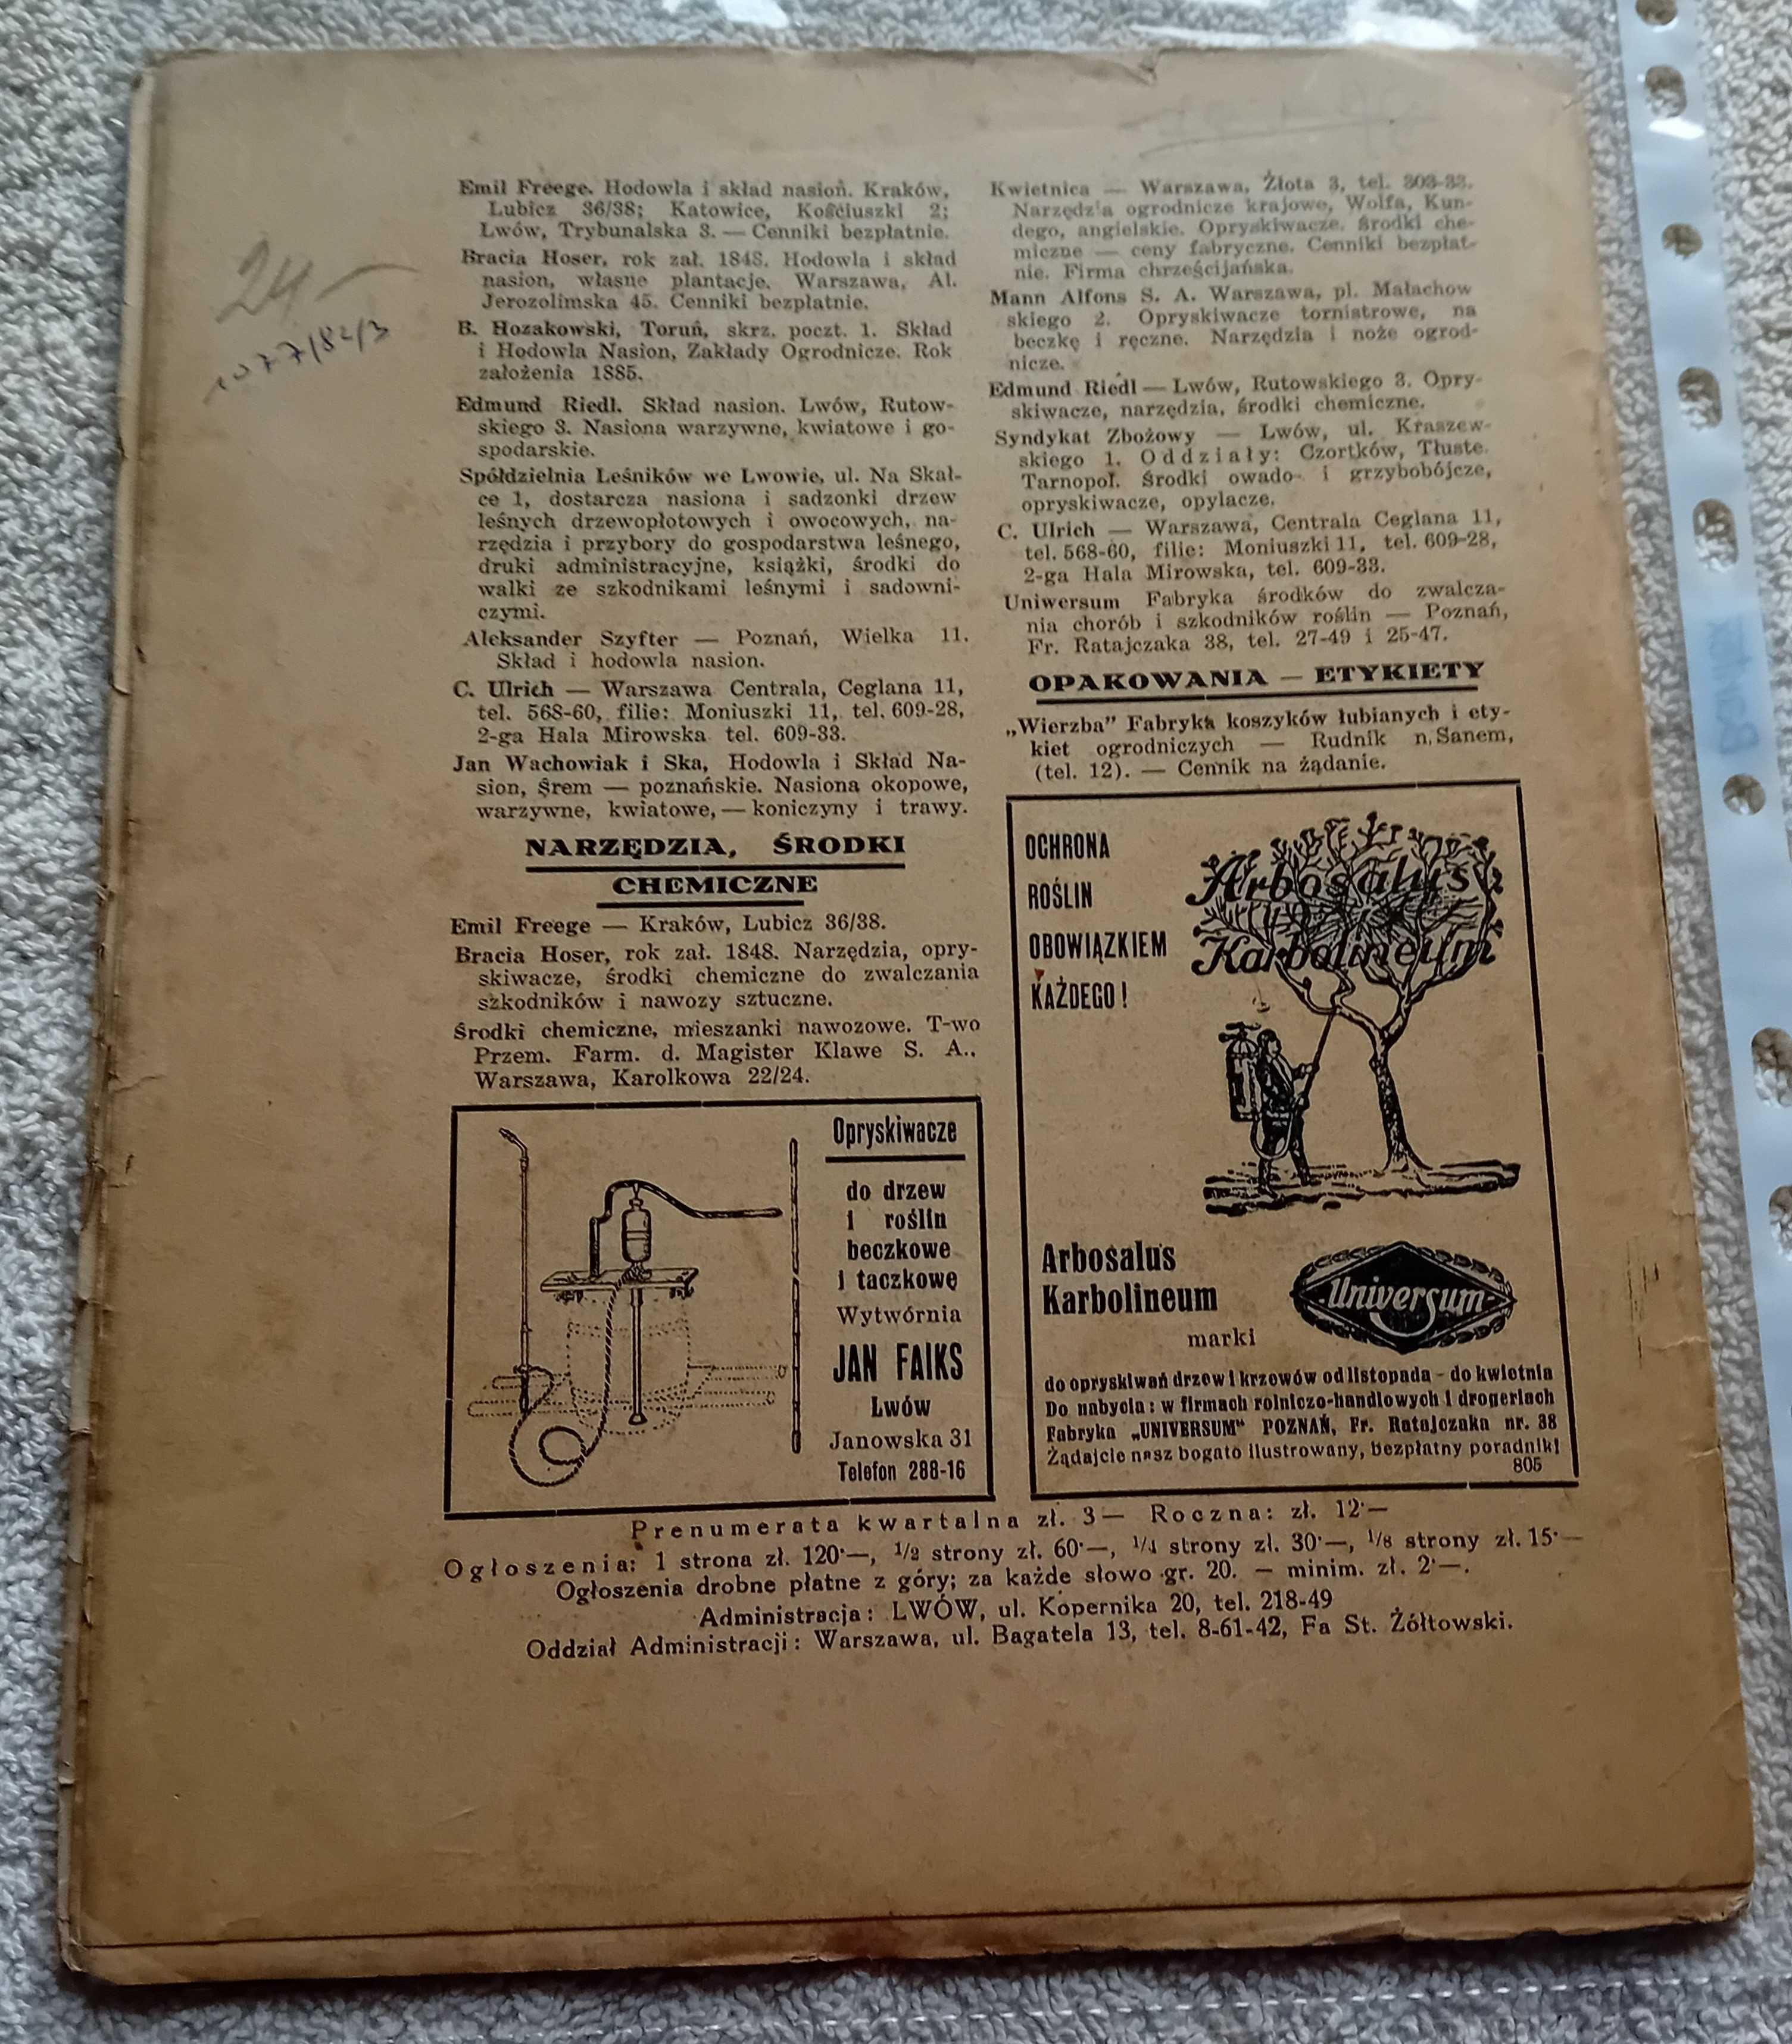 24 —
1077/82/3
Emil Freege. Hodowla i skład nasion. Kraków,
Lubicz 36/38; Katowice, Kościuszki 2;
Lwów, Trybunalska 3. — Cenniki bezpłatnie.
Bracia Hoser, rok zał. 1848. Hodowla i skład
nasion, własne plantacje. Warszawa, Al.
Jerozolimska 45. Cenniki bezpłatnie.
B. Hozakowski, Toruń, skrz. poczt. 1. Skład
i Hodowla Nasion, Zakłady Ogrodnicze. Rok
założenia 1885.
Edmund Riedl. Skład nasion. Lwów, Rutow-
skiego 3. Nasiona warzywne, kwiatowe i go-
spodarskie.
Spółdzielnia Leśników we Lwowie, ul. Na Skał-
ce 1, dostarcza nasiona i sadzonki drzew
leśnych drzewopłotowych i owocowych, na-
rzędzia i przybory do gospodarstwa leśnego,
druki administracyjne, książki, środki do
walki ze szkodnikami leśnymi i sadowni-
czymi.
Aleksander Szyfter — Poznań, Wielka 11.
Skład i hodowla nasion.
C. Ulrich — Warszawa Centrala, Ceglana 11,
tel. 568-60, filie: Moniuszki 11, tel. 609-28,
2-ga Hala Mirowska tel. 609-33.
Jan Wachowiak i Ska, Hodowla i Skład Na-
sion, Śrem — poznańskie. Nasiona okopowe,
warzywne, kwiatowe, — koniczyny i trawy.
NARZĘDZIA, ŚRODKI
CHEMICZNE
Emil Freege — Kraków, Lubicz 36/38.
Bracia Hoser, rok zał. 1848. Narzędzia, opry-
skiwacze, środki chemiczne do zwalczania
szkodników i nawozy sztuczne.
Środki chemiczne, mieszanki nawozowe. T-wo
Przem. Farm. d. Magister Klawe S. A.,
Warszawa, Karolkowa 22/24.
Opryskiwacze
do drzew
i roślin
beczkowe
i taczkowe
Wytwórnia
JAN FAIKS
Lwów
Janowska 31
Telefon 288-16
Kwietnica — Warszawa, Złota 3, tel. 303-33.
Narzędzia ogrodnicze krajowe, Wolfa, Kun-
dego, angielskie. Opryskiwacze. środki che-
miczne — ceny fabryczne. Cenniki bezpłat-
nie. Firma chrześcijańska.
Mann Alfons S. A. Warszawa, pl. Małachow
skiego 2. Opryskiwacze tornistrowe, na
beczkę i ręczne. Narzędzia i noże ogrod-
nicze.
Edmund Riedl — Lwów, Rutowskiego 3. Opry-
skiwacze, narzędzia, środki chemiczne.
Syndykat Zbożowy — Lwów, ul. Kraszew-
skiego 1. Oddziały: Czortków, Tłuste.
Tarnopol. Środki owado- i grzybobójcze,
opryskiwacze, opylacze.
C. Ulrich — Warszawa, Centrala Ceglana 11,
tel. 568-60, filie: Moniuszki 11, tel. 609-28,
2-ga Hala Mirowska, tel. 609-33.
Uniwersum Fabryka środków do zwalcza-
nia chorób i szkodników roślin — Poznań,
Fr. Ratajczaka 38, tel. 27-49 i 25-47.
OPAKOWANIA — ETYKIETY
„Wierzba” Fabryka koszyków łubianych i ety-
kiet ogrodniczych — Rudnik n. Sanem,
(tel. 12). — Cennik na żądanie.
OCHRONA
ROŚLIN
OBOWIĄZKIEM
KAŻDEGO!
Arbosalus
Karbolineum
Arbosalus
Karbolineum
marki
Universum
do opryskiwań drzew i krzewów od listopada - do kwietnia
Do nabycia: w firmach rolniczo-handlowych i drogeriach
Fabryka „UNIVERSUM“ POZNAŃ, Fr. Ratajczaka nr. 38
Żądajcie nasz bogato ilustrowany, bezpłatny poradnik!
805
Prenumerata kwartalna zł. 3 — Roczna: zł. 12·—
Ogłoszenia: 1 strona zł. 120·—, 1/2 strony zł. 60·—, 1/4 strony zł. 30·—, 1/8 strony zł. 15·—
Ogłoszenia drobne płatne z góry; za każde słowo gr. 20. — minim. zł. 2·—.
Administracja: LWÓW, ul. Kopernika 20, tel. 218-49
Oddział Administracji: Warszawa, ul. Bagatela 13, tel. 8-61-42, Fa St. Żółtowski.